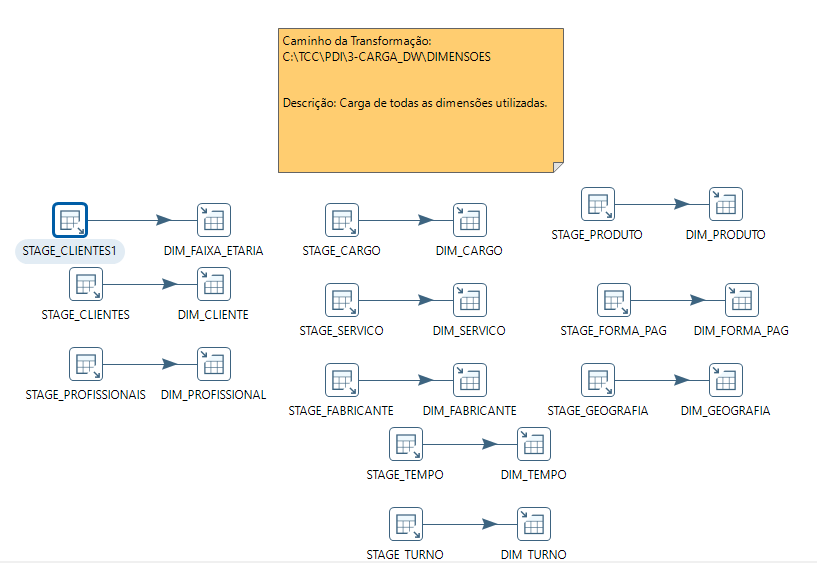 Caminho da Transformação:
C:\TCC\PDI\3-CARGA_DW\DIMENSOES
Descrição: Carga de todas as dimensões utilizadas.
STAGE_CLIENTES1
DIM_FAIXA_ETARIA
STAGE_CARGO
DIM_CARGO
STAGE_PRODUTO
DIM_PRODUTO
STAGE_CLIENTES
DIM_CLIENTE
STAGE_SERVICO
DIM_SERVICO
STAGE_FORMA_PAG
DIM_FORMA_PAG
STAGE_PROFISSIONAIS
DIM_PROFISSIONAL
STAGE_FABRICANTE
DIM_FABRICANTE
STAGE_GEOGRAFIA
DIM_GEOGRAFIA
STAGE_TEMPO
DIM_TEMPO
STAGE_TURNO
DIM_TURNO